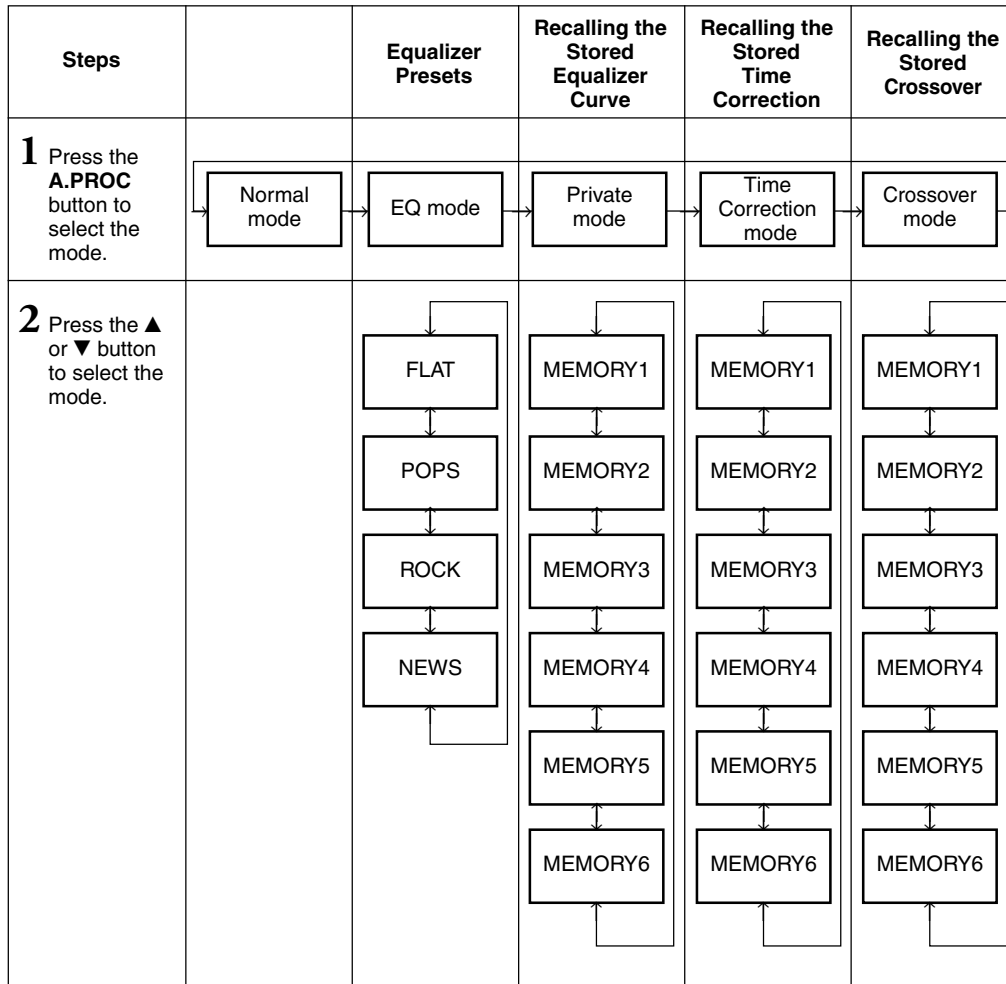 Steps
Equalizer
Presets
Recalling the
Stored
Equalizer
Curve
Recalling the
Stored
Time
Correction
Recalling the
Stored
Crossover
1 Press the
A.PROC
button to
select the
mode.
Normal
mode
EQ mode
Private
mode
Time
Correction
mode
Crossover
mode
2 Press the ▲
or ▼ button
to select the
mode.
FLAT
POPS
ROCK
NEWS
MEMORY1
MEMORY2
MEMORY3
MEMORY4
MEMORY5
MEMORY6
MEMORY1
MEMORY2
MEMORY3
MEMORY4
MEMORY5
MEMORY6
MEMORY1
MEMORY2
MEMORY3
MEMORY4
MEMORY5
MEMORY6